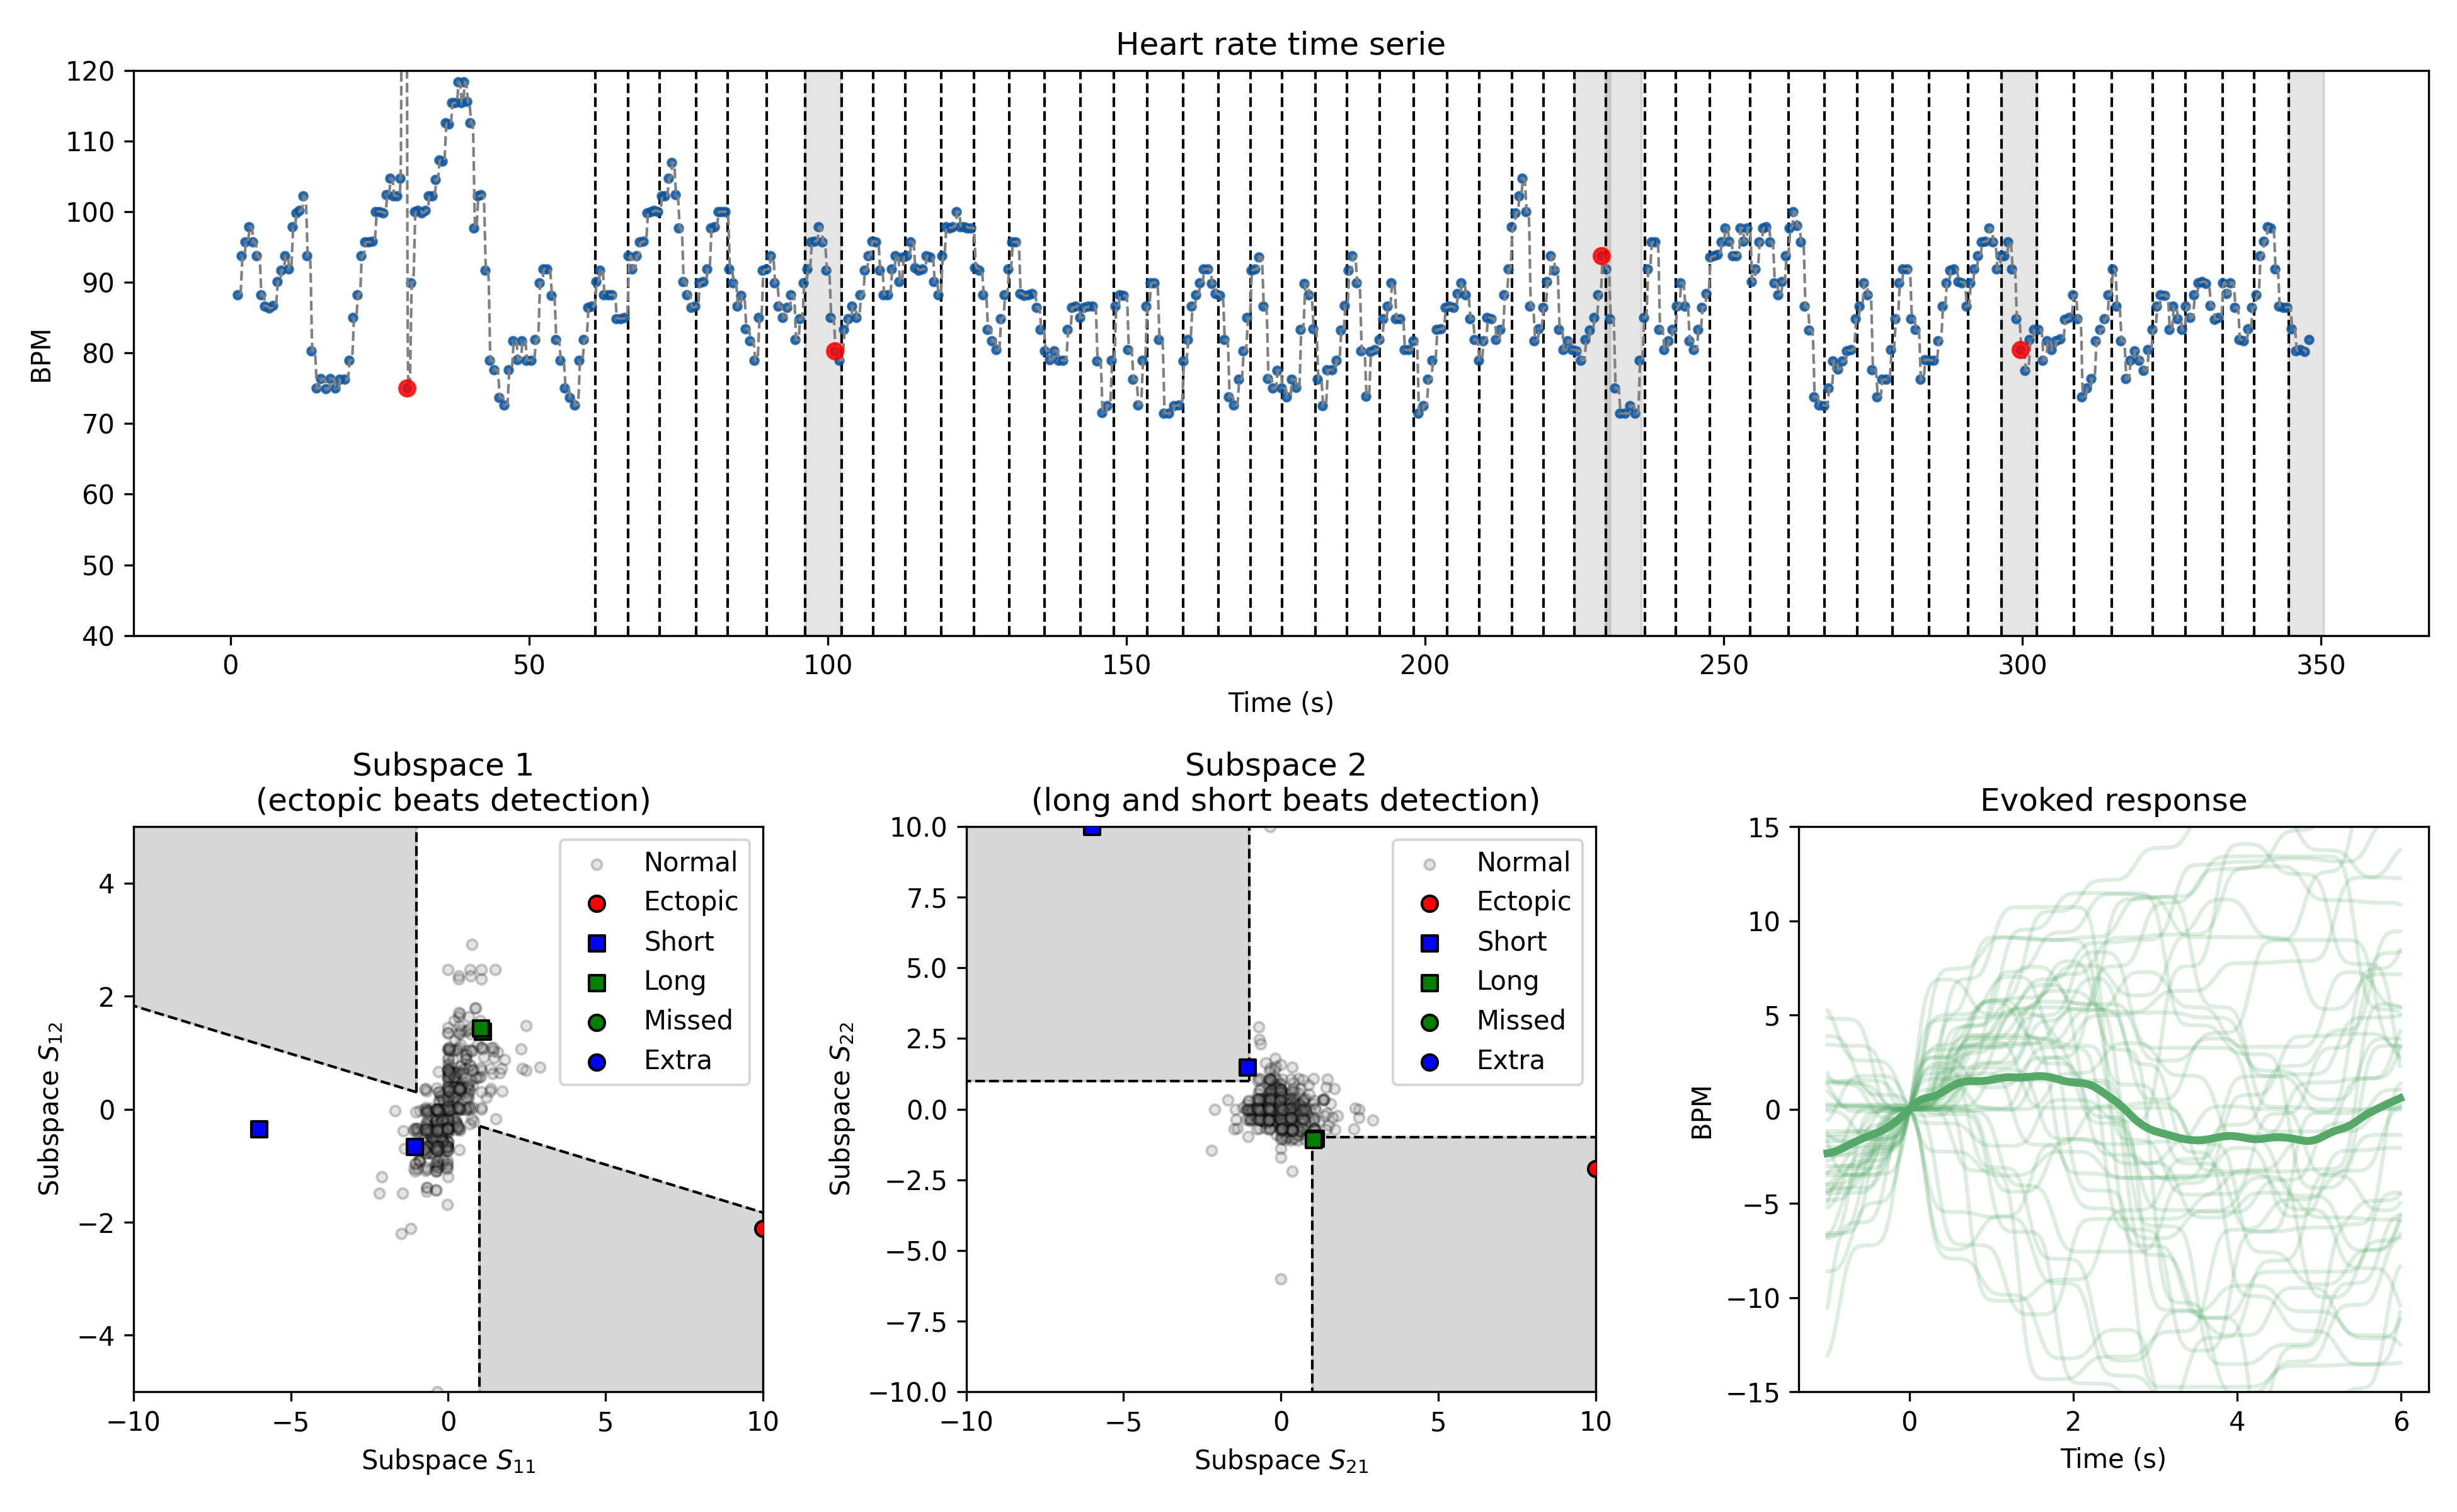 Heart rate time serie
120
110
100
90
80
70
60
50
40
BPM
0 50 100 150 200 250 300 350
Time (s)
Subspace 1
(ectopic beats detection)
4
2
0
−2
−4
Subspace S12
−10 −5 0 5 10
Subspace S11
Normal
Ectopic
Short
Long
Missed
Extra
Subspace 2
(long and short beats detection)
10.0
7.5
5.0
2.5
0.0
−2.5
−5.0
−7.5
−10.0
Subspace S22
−10 −5 0 5 10
Subspace S21
Normal
Ectopic
Short
Long
Missed
Extra
Evoked response
15
10
5
0
−5
−10
−15
BPM
0 2 4 6
Time (s)